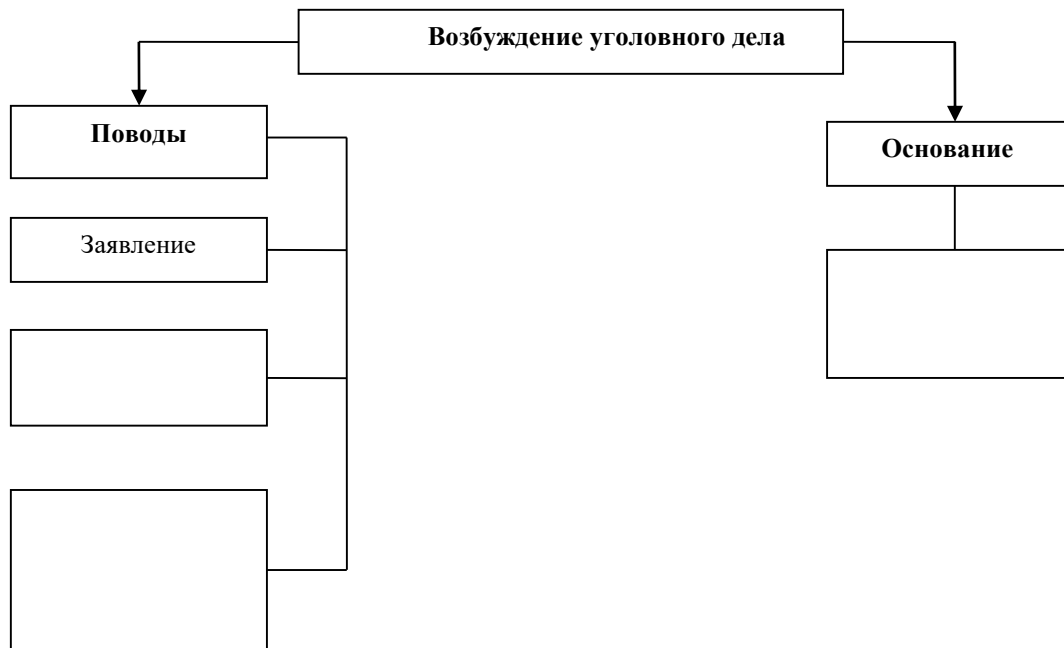 Возбуждение уголовного дела
Поводы
Основание
Заявление